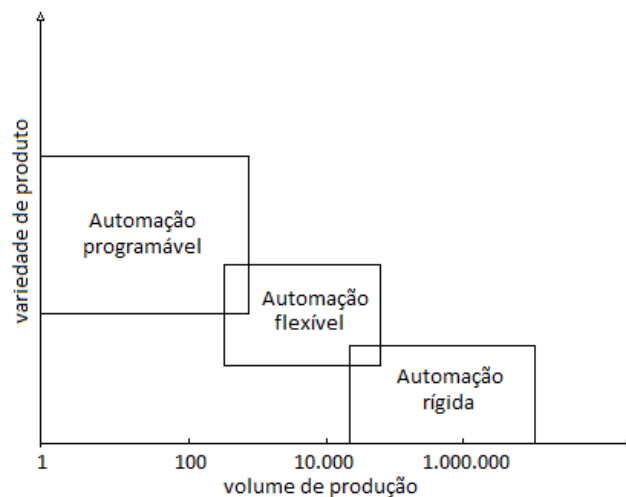 variedade de produto
Automação
programável
Automação
flexível
Automação
rígida
1
100
10.000
1.000.000
volume de produção